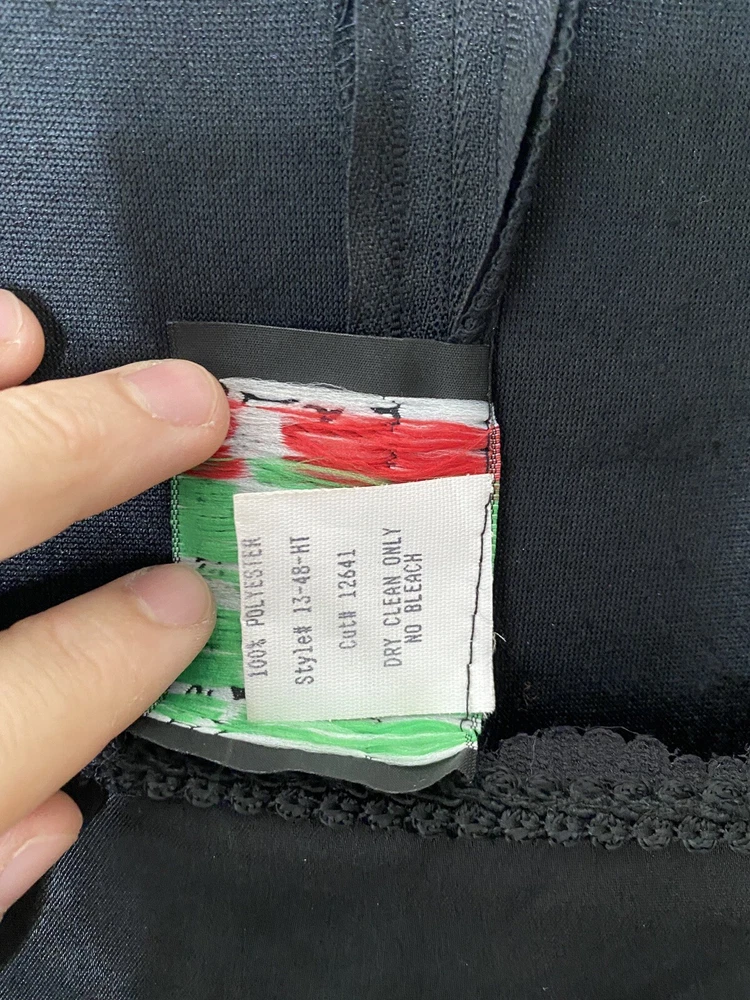 100% POLYESTER
Style# 13-48-HT
Cut# 12641
DRY CLEAN ONLY
NO BLEACH